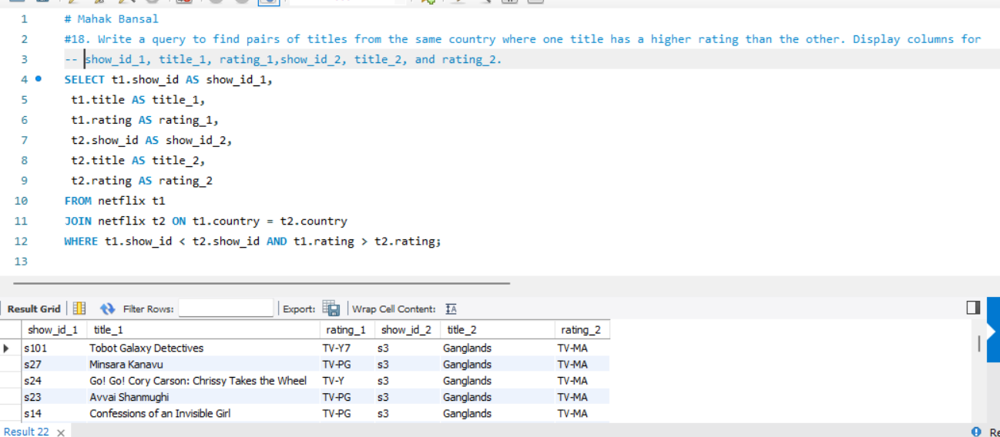 1 # Mahak Bansal
2 #18. Write a query to find pairs of titles from the same country where one title has a higher rating than the other. Display columns for
3 -- show_id_1, title_1, rating_1,show_id_2, title_2, and rating_2.
4 SELECT t1.show_id AS show_id_1,
5 t1.title AS title_1,
6 t1.rating AS rating_1,
7 t2.show_id AS show_id_2,
8 t2.title AS title_2,
9 t2.rating AS rating_2
10 FROM netflix t1
11 JOIN netflix t2 ON t1.country = t2.country
12 WHERE t1.show_id < t2.show_id AND t1.rating > t2.rating;
13
Result Grid Filter Rows: Export: Wrap Cell Content: IA
show_id_1 title_1 rating_1 show_id_2 title_2 rating_2
s101 Tobot Galaxy Detectives TV-Y7 s3 Ganglands TV-MA
s27 Minsara Kanavu TV-PG s3 Ganglands TV-MA
s24 Go! Go! Cory Carson: Chrissy Takes the Wheel TV-Y s3 Ganglands TV-MA
s23 Avvai Shanmughi TV-PG s3 Ganglands TV-MA
s14 Confessions of an Invisible Girl TV-PG s3 Ganglands TV-MA
Result 22 Re